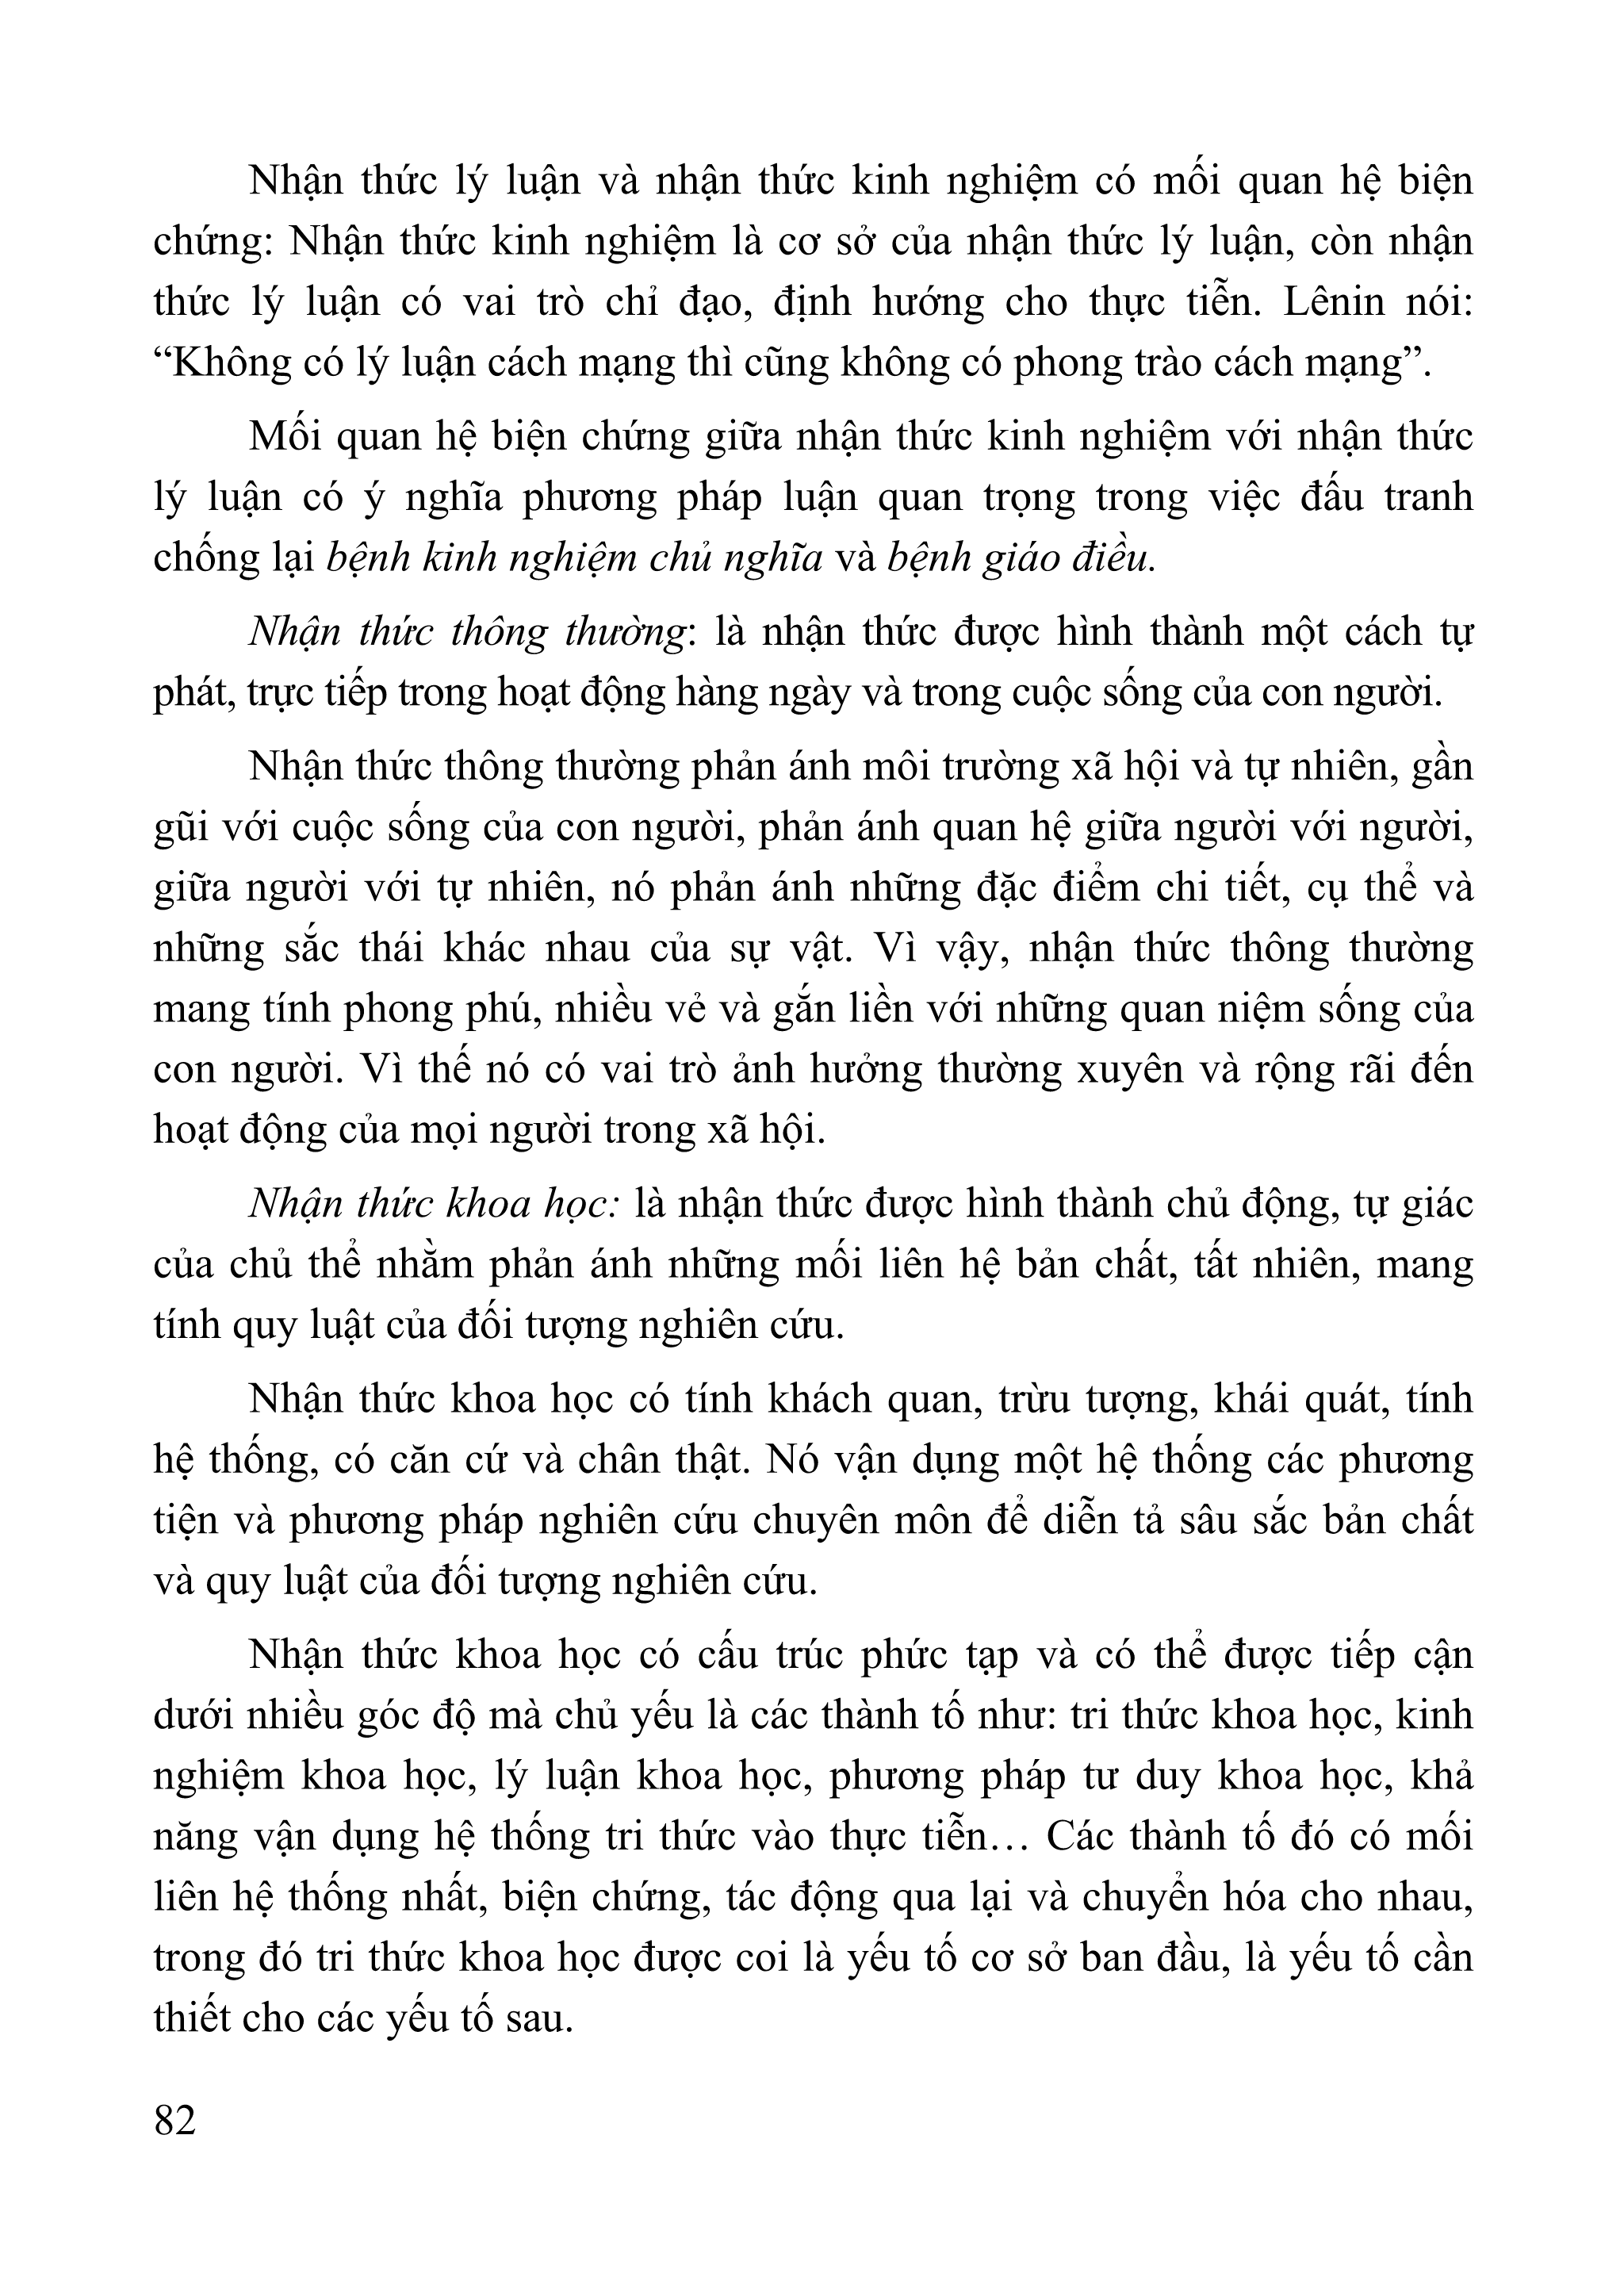 Nhận thức lý luận và nhận thức kinh nghiệm có mối quan hệ biện
chứng: Nhận thức kinh nghiệm là cơ sở của nhận thức lý luận, còn nhận
thức lý luận có vai trò chỉ đạo, định hướng cho thực tiễn. Lênin nói:
“Không có lý luận cách mạng thì cũng không có phong trào cách mạng”.
Mối quan hệ biện chứng giữa nhận thức kinh nghiệm với nhận thức
lý luận có ý nghĩa phương pháp luận quan trọng trong việc đấu tranh
chống lại bệnh kinh nghiệm chủ nghĩa và bệnh giáo điều.
Nhận thức thông thường: là nhận thức được hình thành một cách tự
phát, trực tiếp trong hoạt động hàng ngày và trong cuộc sống của con người.
Nhận thức thông thường phản ánh môi trường xã hội và tự nhiên, gần
gũi với cuộc sống của con người, phản ánh quan hệ giữa người với người,
giữa người với tự nhiên, nó phản ánh những đặc điểm chi tiết, cụ thể và
những sắc thái khác nhau của sự vật. Vì vậy, nhận thức thông thường
mang tính phong phú, nhiều vẻ và gắn liền với những quan niệm sống của
con người. Vì thế nó có vai trò ảnh hưởng thường xuyên và rộng rãi đến
hoạt động của mọi người trong xã hội.
Nhận thức khoa học: là nhận thức được hình thành chủ động, tự giác
của chủ thể nhằm phản ánh những mối liên hệ bản chất, tất nhiên, mang
tính quy luật của đối tượng nghiên cứu.
Nhận thức khoa học có tính khách quan, trừu tượng, khái quát, tính
hệ thống, có căn cứ và chân thật. Nó vận dụng một hệ thống các phương
tiện và phương pháp nghiên cứu chuyên môn để diễn tả sâu sắc bản chất
và quy luật của đối tượng nghiên cứu.
Nhận thức khoa học có cấu trúc phức tạp và có thể được tiếp cận
dưới nhiều góc độ mà chủ yếu là các thành tố như: tri thức khoa học, kinh
nghiệm khoa học, lý luận khoa học, phương pháp tư duy khoa học, khả
năng vận dụng hệ thống tri thức vào thực tiễn… Các thành tố đó có mối
liên hệ thống nhất, biện chứng, tác động qua lại và chuyển hóa cho nhau,
trong đó tri thức khoa học được coi là yếu tố cơ sở ban đầu, là yếu tố cần
thiết cho các yếu tố sau.
82